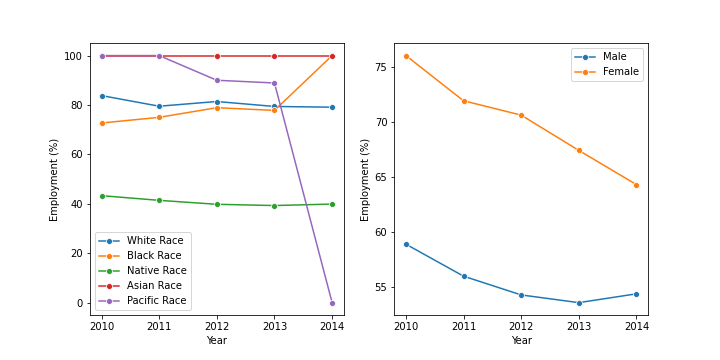 Employment (%)
100
80
60
40
20
0
White Race
Black Race
Native Race
Asian Race
Pacific Race
2010 2011 2012 2013 2014
Year
Employment (%)
75
70
65
60
55
Male
Female
2010 2011 2012 2013 2014
Year